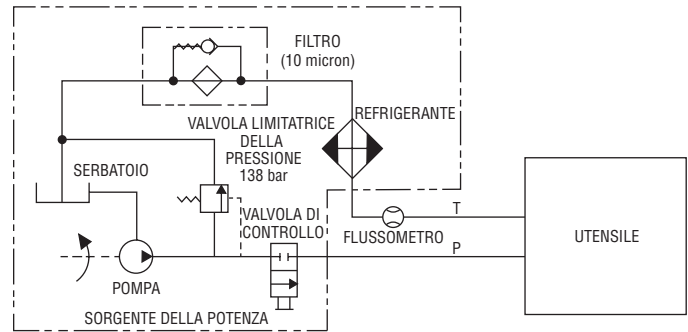 FILTRO
(10 micron)
VALVOLA LIMITATRICE
DELLA
PRESSIONE
138 bar
REFRIGERANTE
SERBATOIO
VALVOLA DI
CONTROLLO
FLUSSOMETRO
T
P
UTENSILE
POMPA
SORGENTE DELLA POTENZA